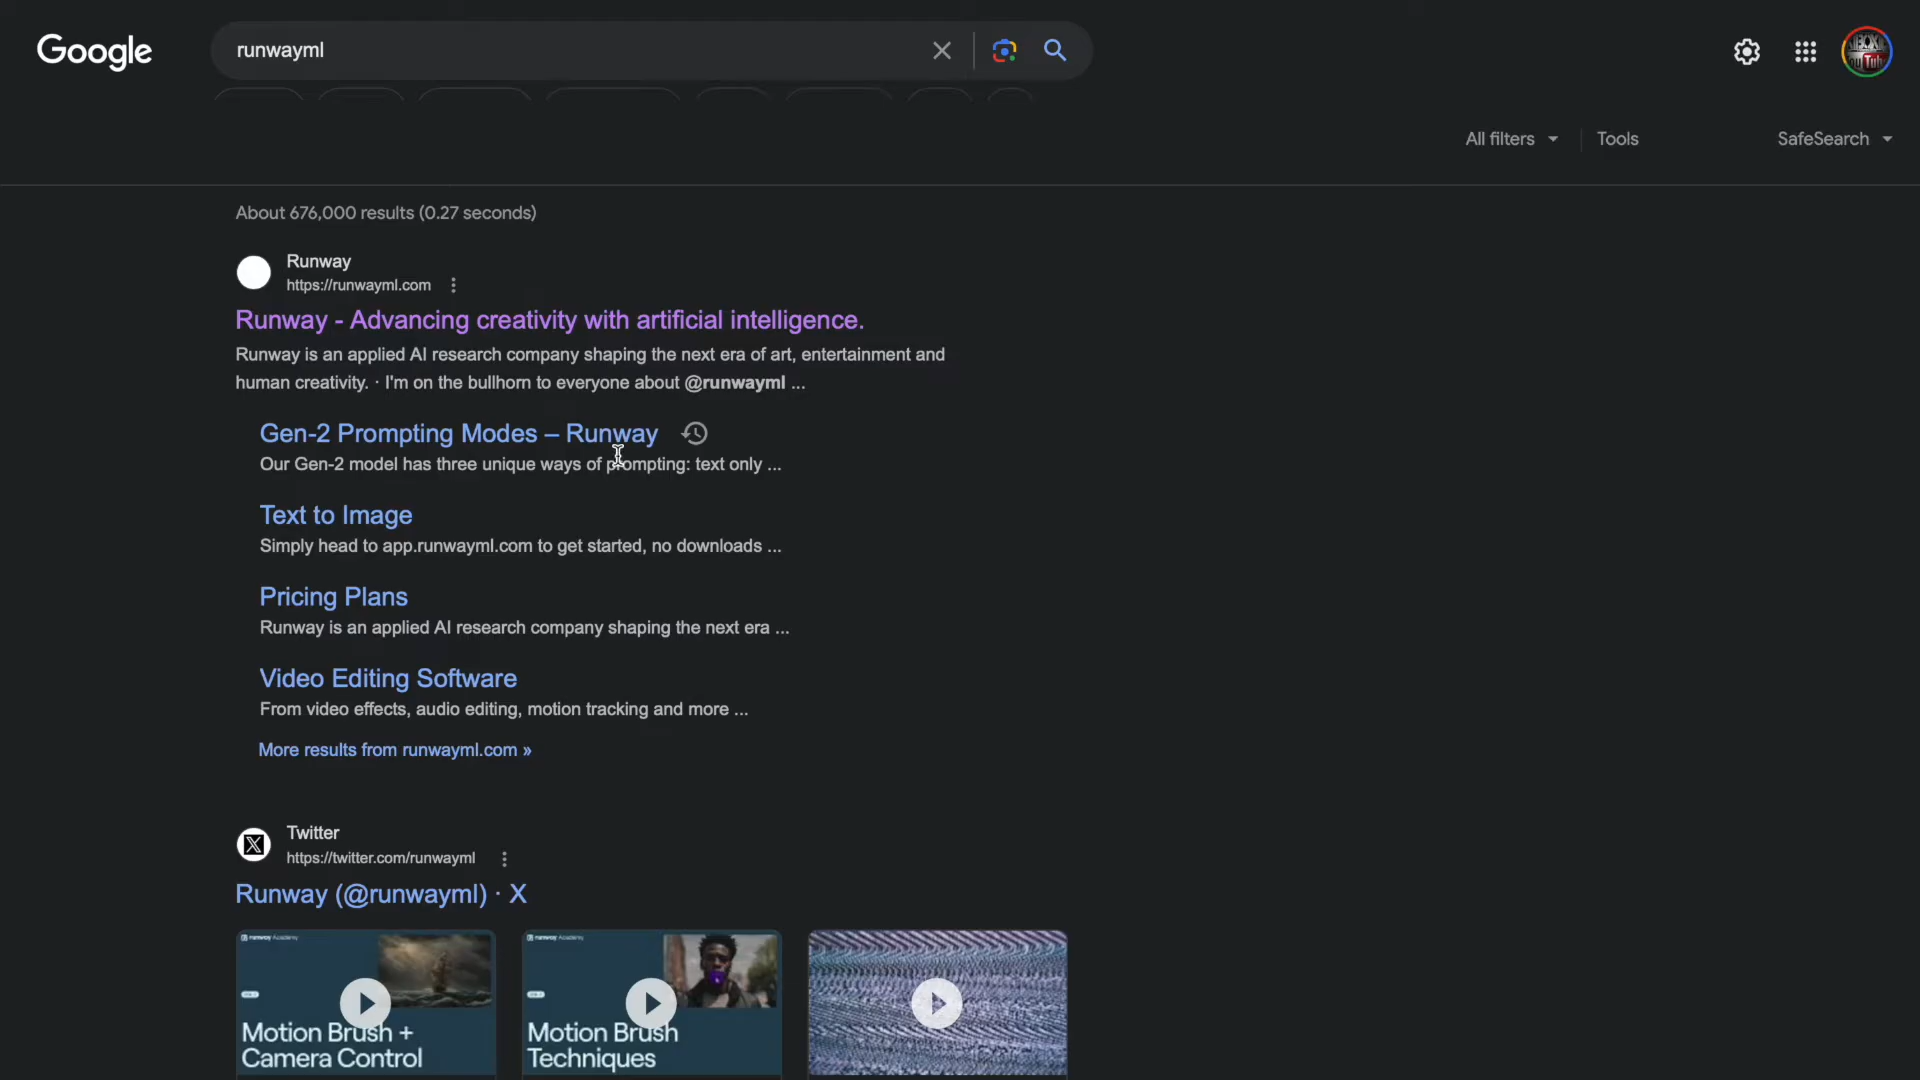 Google
runwayml
All filters
Tools
SafeSearch
About 676,000 results (0.27 seconds)
Runway
https://runwayml.com
Runway - Advancing creativity with artificial intelligence.
Runway is an applied AI research company shaping the next era of art, entertainment and
human creativity. · I'm on the bullhorn to everyone about @runwayml ...
Gen-2 Prompting Modes – Runway
Our Gen-2 model has three unique ways of prompting: text only ...
Text to Image
Simply head to app.runwayml.com to get started, no downloads ...
Pricing Plans
Runway is an applied AI research company shaping the next era ...
Video Editing Software
From video effects, audio editing, motion tracking and more ...
More results from runwayml.com »
Twitter
https://twitter.com/runwayml
Runway (@runwayml) · X
runway Academy
Motion Brush +
Camera Control
runway Academy
Motion Brush
Techniques